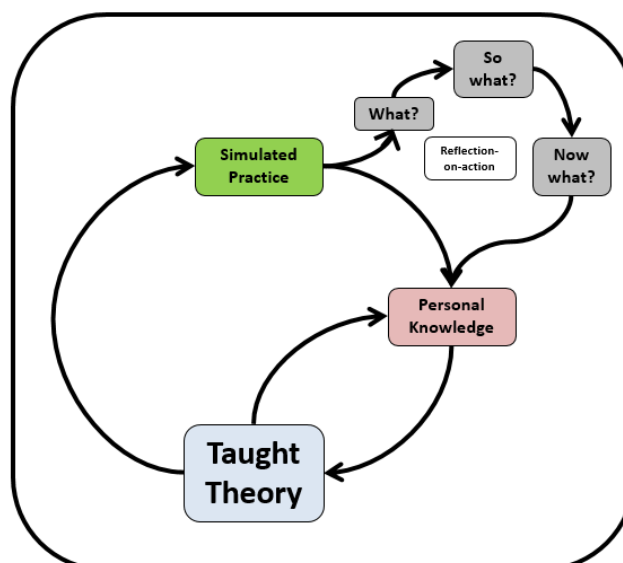 So
what?
What?
Simulated
Practice
Reflection-
on-action
Now
what?
Personal
Knowledge
Taught
Theory